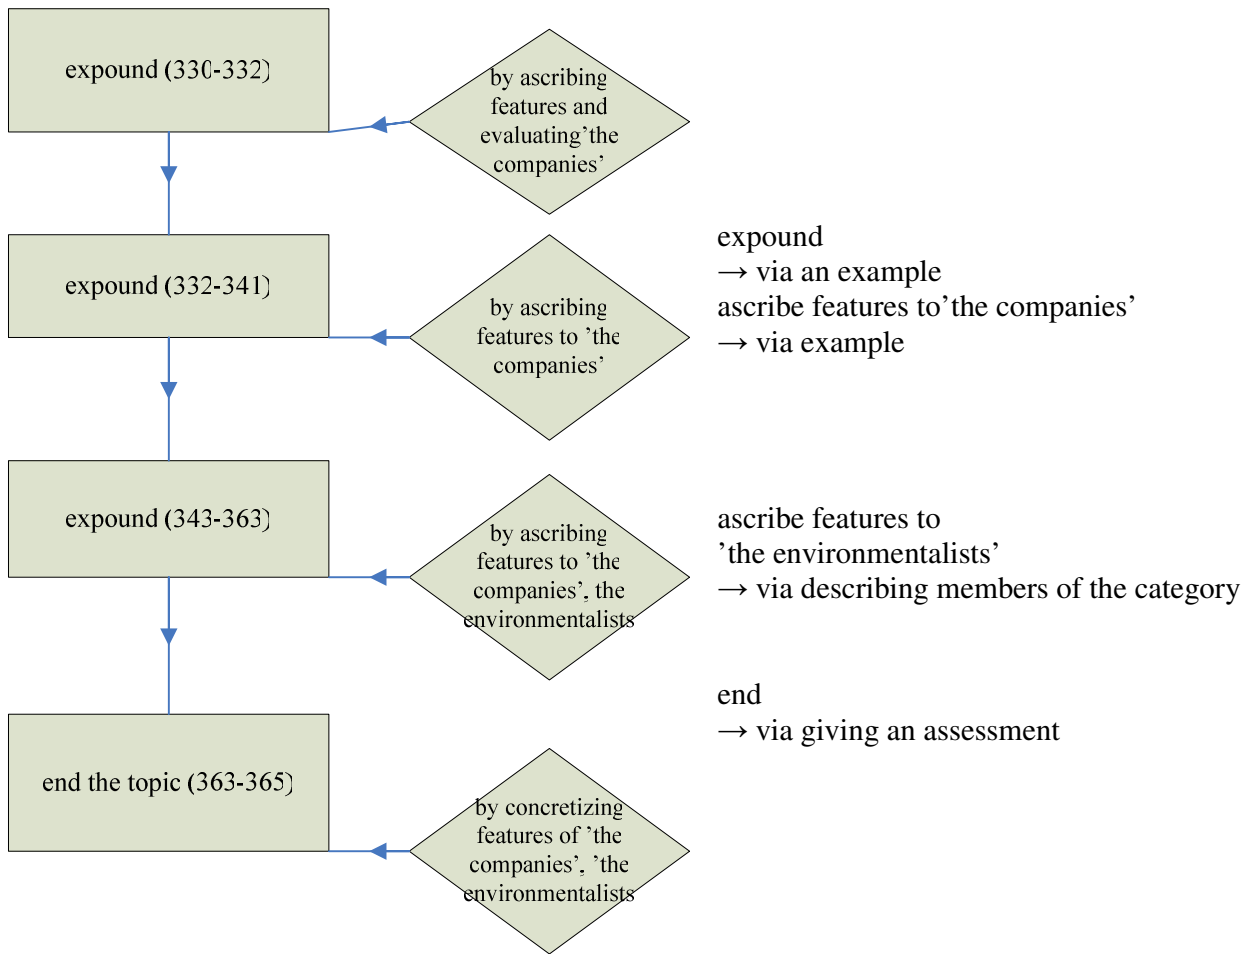 expound (330-332)
by ascribing
features and
evaluating’the
companies’
expound (332-341)
by ascribing
features to ’the
companies’
expound
→ via an example
ascribe features to’the companies’
→ via example
expound (343-363)
by ascribing
features to ’the
companies’, the
environmentalists
ascribe features to
’the environmentalists’
→ via describing members of the category
end
→ via giving an assessment
end the topic (363-365)
by concretizing
features of ’the
companies’, ’the
environmentalists